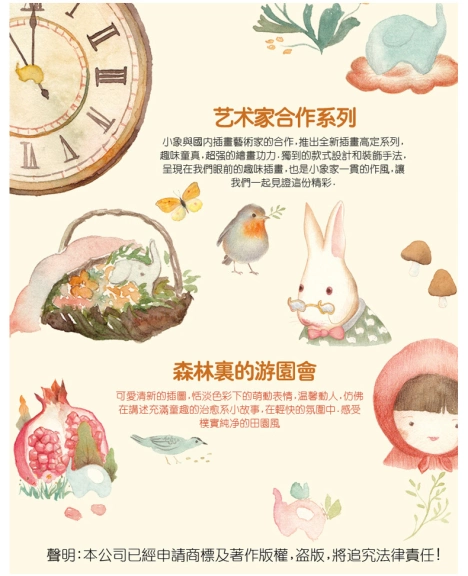 艺术家合作系列
小象與國内插畫藝術家的合作,推出全新插畫高定系列,
趣味童真,超强的繪畫功力,獨到的款式設計和裝飾手法,
呈現在我們眼前的趣味插畫,也是小象家一貫的作風,讓
我們一起見證這份精彩.
森林裏的游園會
可愛清新的插圖,恬淡色彩下的萌動表情,温馨動人,仿佛
在講述充滿童趣的治愈系小故事,在輕快的氛圍中,感受
樸實純凈的田園風
聲明:本公司已經申請商標及著作版權,盗版,將追究法律責任!